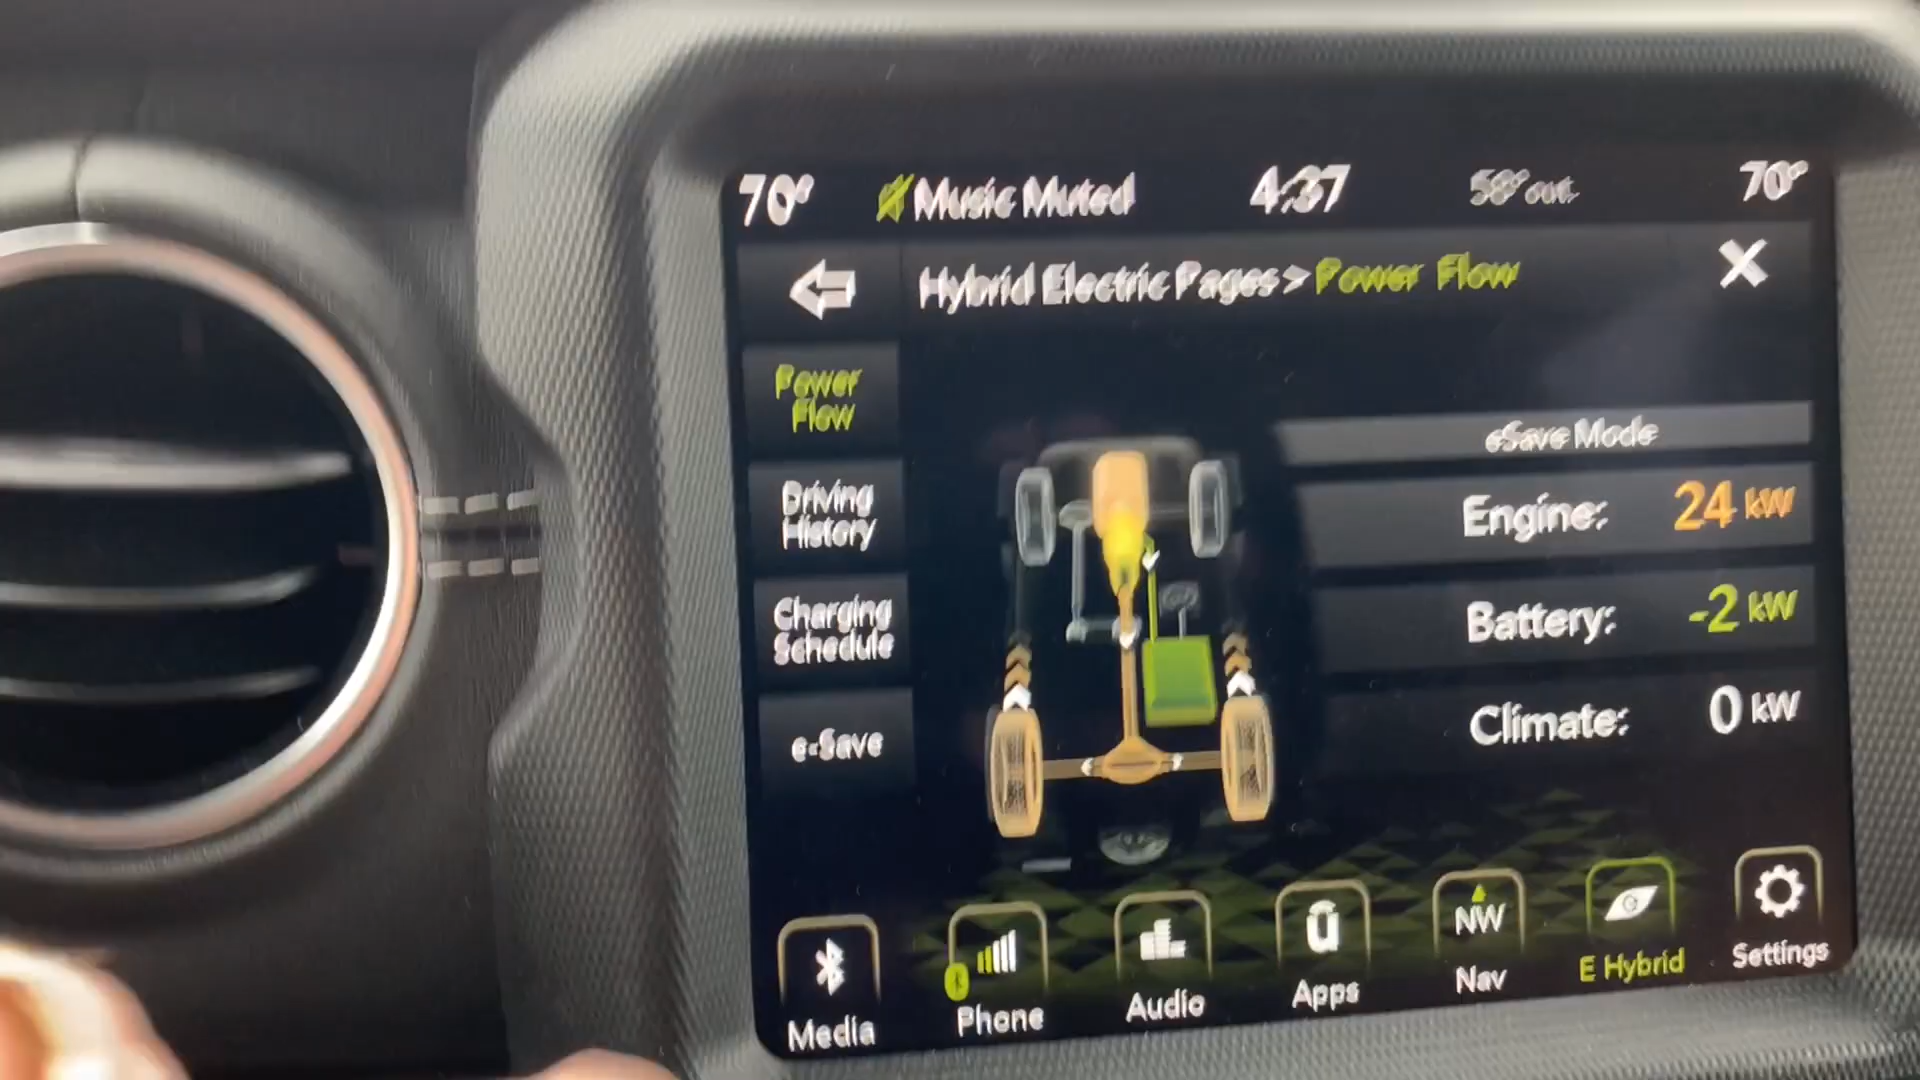 70° Music Muted 4:37 58° out. 70°
Hybrid Electric Pages > Power Flow
Power
Flow
Driving
History
Charging
Schedule
e-Save
eSave Mode
Engine: 24 kW
Battery: -2 kW
Climate: 0 kW
Media
Phone
Audio
Apps
NW
Nav
E Hybrid
Settings